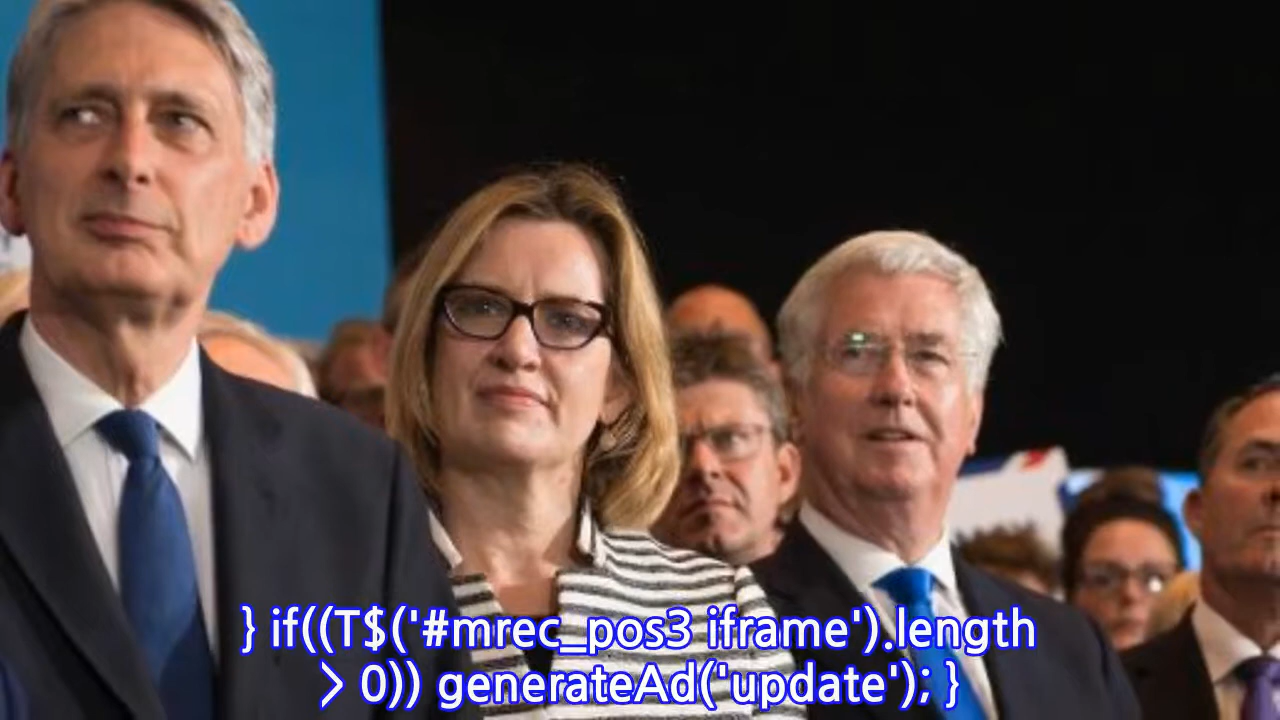 } if((T$('#mrec_pos3 iframe').length
> 0)) generateAd('update'); }